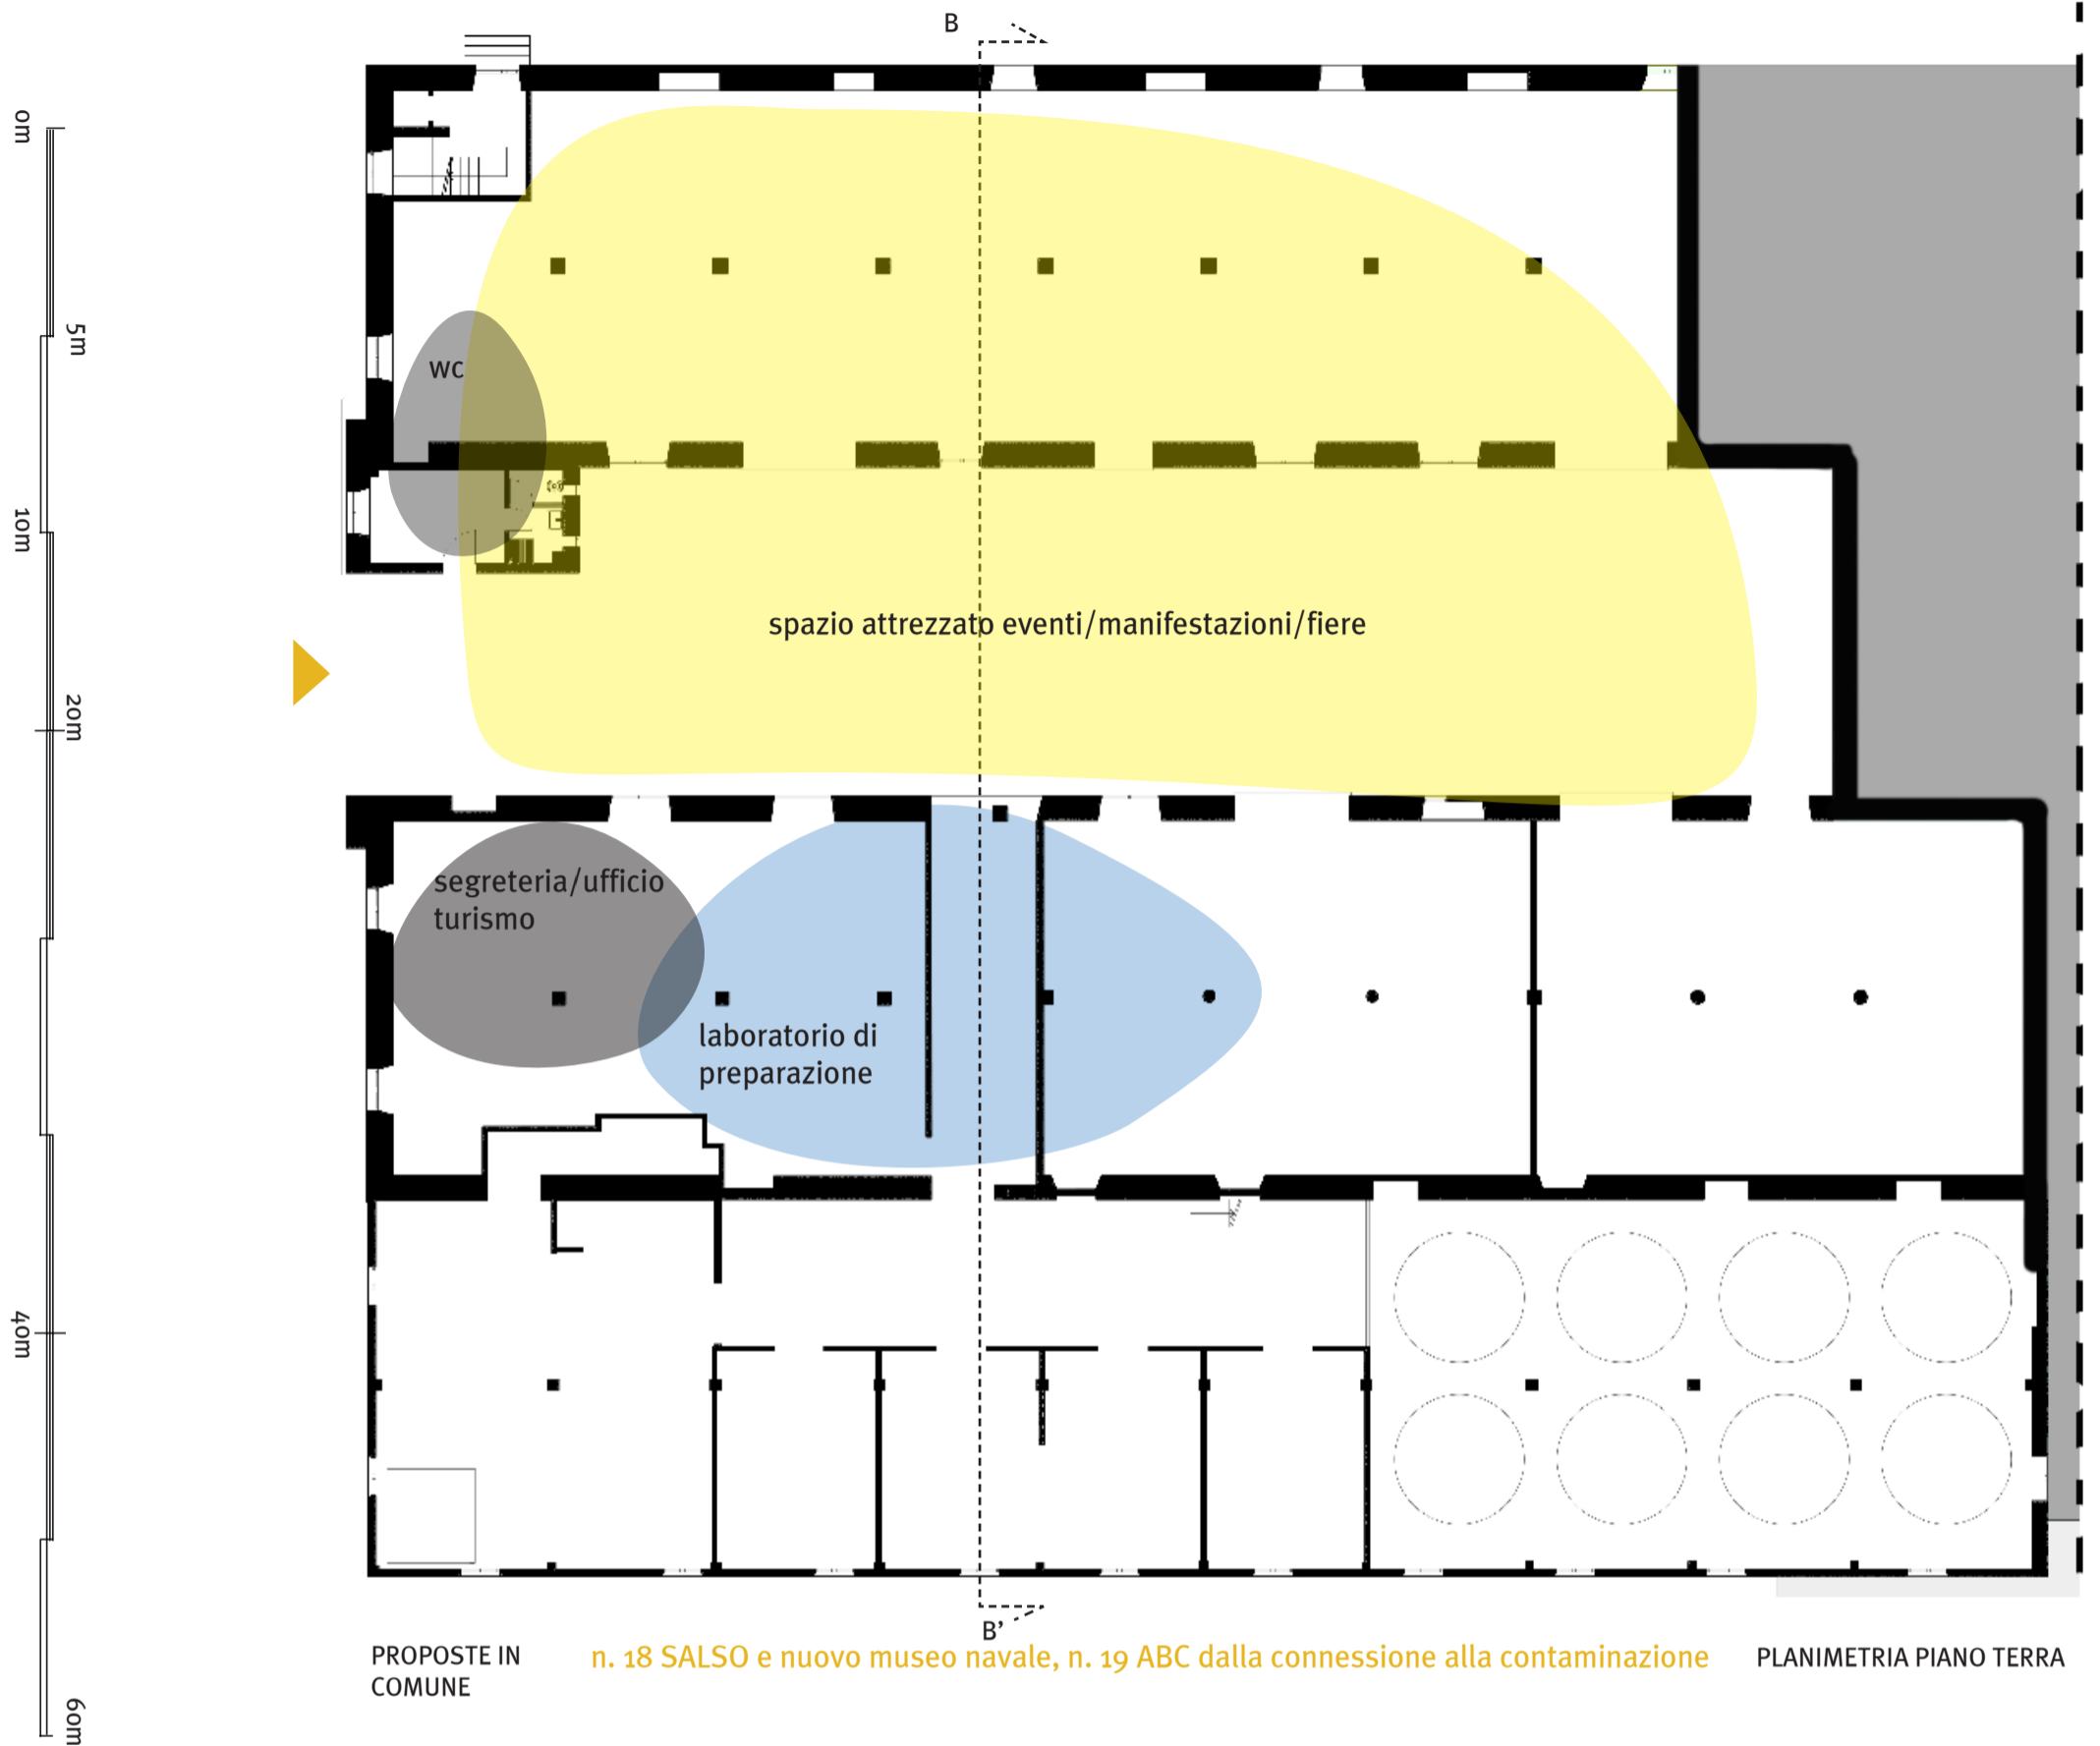 B
0m
5m
10m
20m
40m
60m
wc
spazio attrezzato eventi/manifestazioni/fiere
segreteria/ufficio
turismo
laboratorio di
preparazione
B'
PROPOSTE IN
COMUNE
n. 18 SALSO e nuovo museo navale, n. 19 ABC dalla connessione alla contaminazione
PLANIMETRIA PIANO TERRA